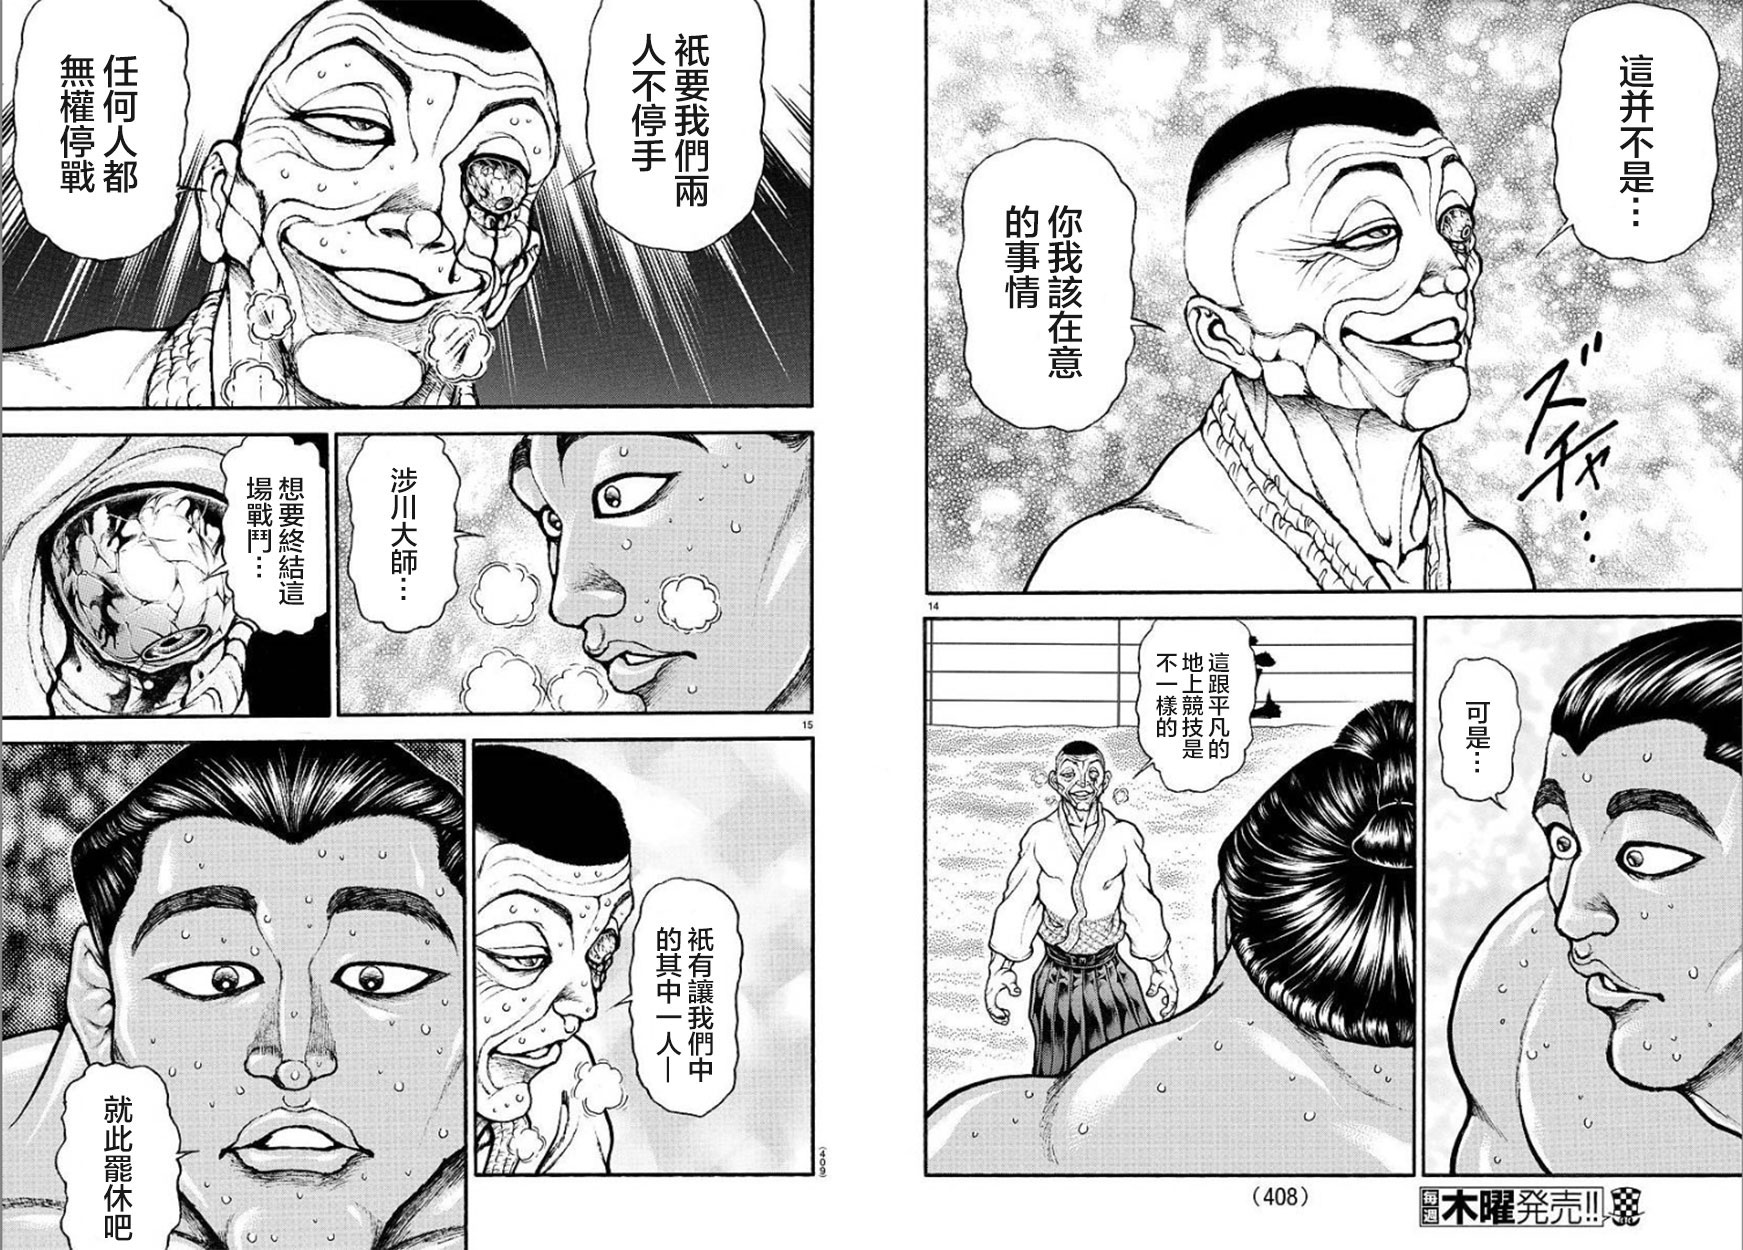 這并不是…
你我該在意
的事情
ズチャ…
14
可是…
這跟平凡的
地上競技是
不一樣的
(408)
毎週木曜発売!!
衹要我們兩
人不停手
任何人都
無權停戰
涉川大師…
想要終結這
場戰鬥…
15
衹有讓我們中
的其中一人—
就此罷休吧
(409)